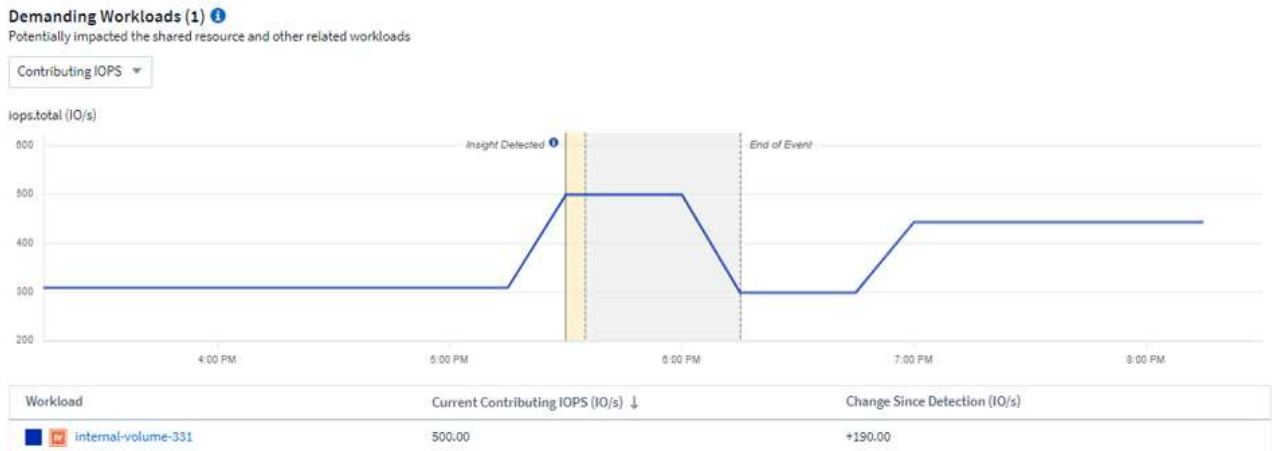 Demanding Workloads (1)
Potentially impacted the shared resource and other related workloads
Contributing IOPS
iops.total (IO/s)
600
Insight Detected
End of Event
500
400
300
200
4:00 PM 5:00 PM 6:00 PM 7:00 PM 8:00 PM
Workload Current Contributing IOPS (IO/s) ↓ Change Since Detection (IO/s)
internal-volume-331 500.00 +190.00